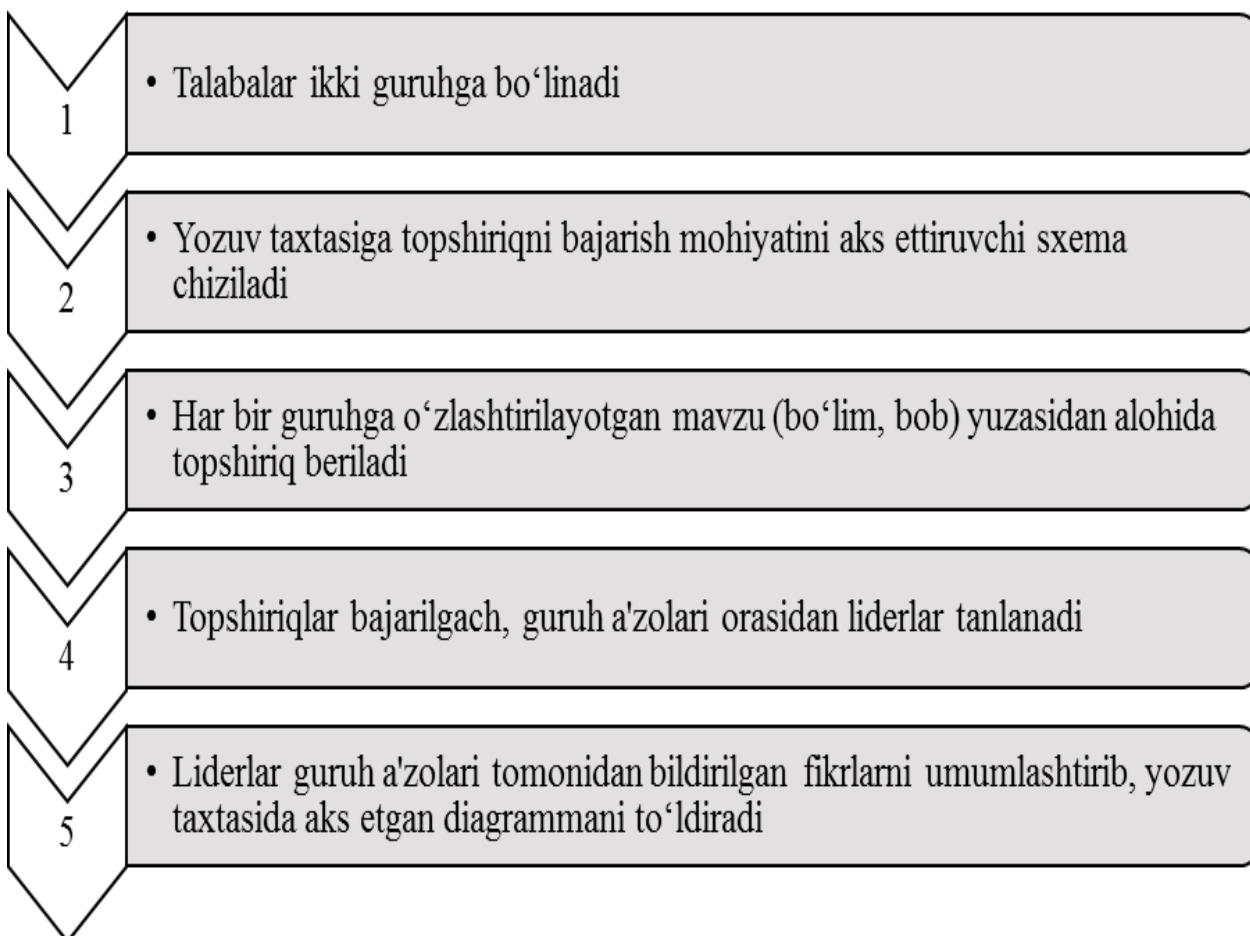 1
• Talabalar ikki guruhga bo‘linadi
2
• Yozuv taxtasiga topshiriqni bajarish mohiyatini aks ettiruvchi sxema
chiziladi
3
• Har bir guruhga o‘zlashtirilayotgan mavzu (bo‘lim, bob) yuzasidan alohida
topshiriq beriladi
4
• Topshiriqlar bajarilgach, guruh a'zolari orasidan liderlar tanlanadi
5
• Liderlar guruh a'zolari tomonidan bildirilgan fikrlarni umumlashtirib, yozuv
taxtasida aks etgan diagrammani to‘ldiradi